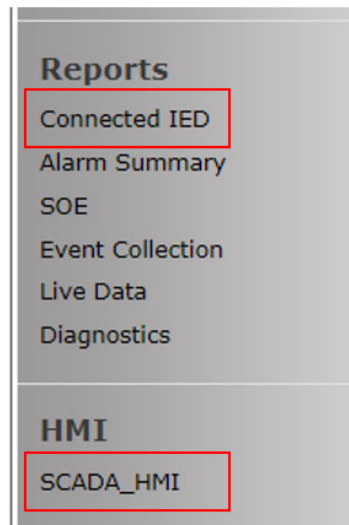 Reports
Connected IED
Alarm Summary
SOE
Event Collection
Live Data
Diagnostics
HMI
SCADA_HMI